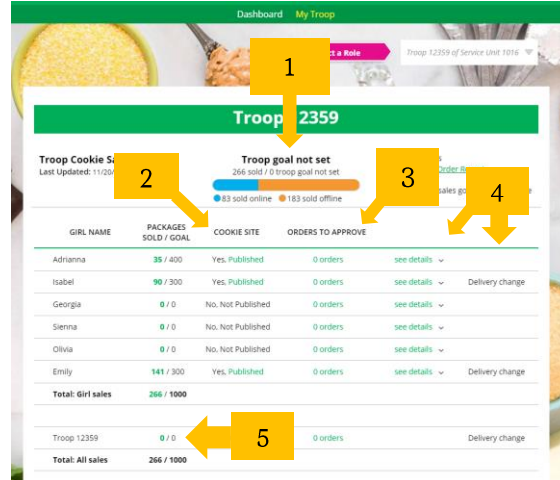 Dashboard My Troop
ct a Role
Troop 12359 of Service Unit 1016
1
Troop 12359
Troop Cookie Sa
Last Updated: 11/20/
Troop goal not set
266 sold / 0 troop goal not set
83 sold online 183 sold offline
s
Order
sales go
2
3
4
GIRL NAME PACKAGES SOLD / GOAL COOKIE SITE ORDERS TO APPROVE
Adrianna 35 / 400 Yes, Published 0 orders see details
Isabel 90 / 300 Yes, Published 0 orders see details Delivery change
Georgia 0 / 0 No, Not Published 0 orders see details
Sienna 0 / 0 No, Not Published 0 orders see details
Olivia 0 / 0 No, Not Published 0 orders see details
Emily 141 / 300 Yes, Published 0 orders see details Delivery change
Total: Girl sales 266 / 1000
Troop 12359 0 / 0 5 0 orders Delivery change
Total: All sales 266 / 1000